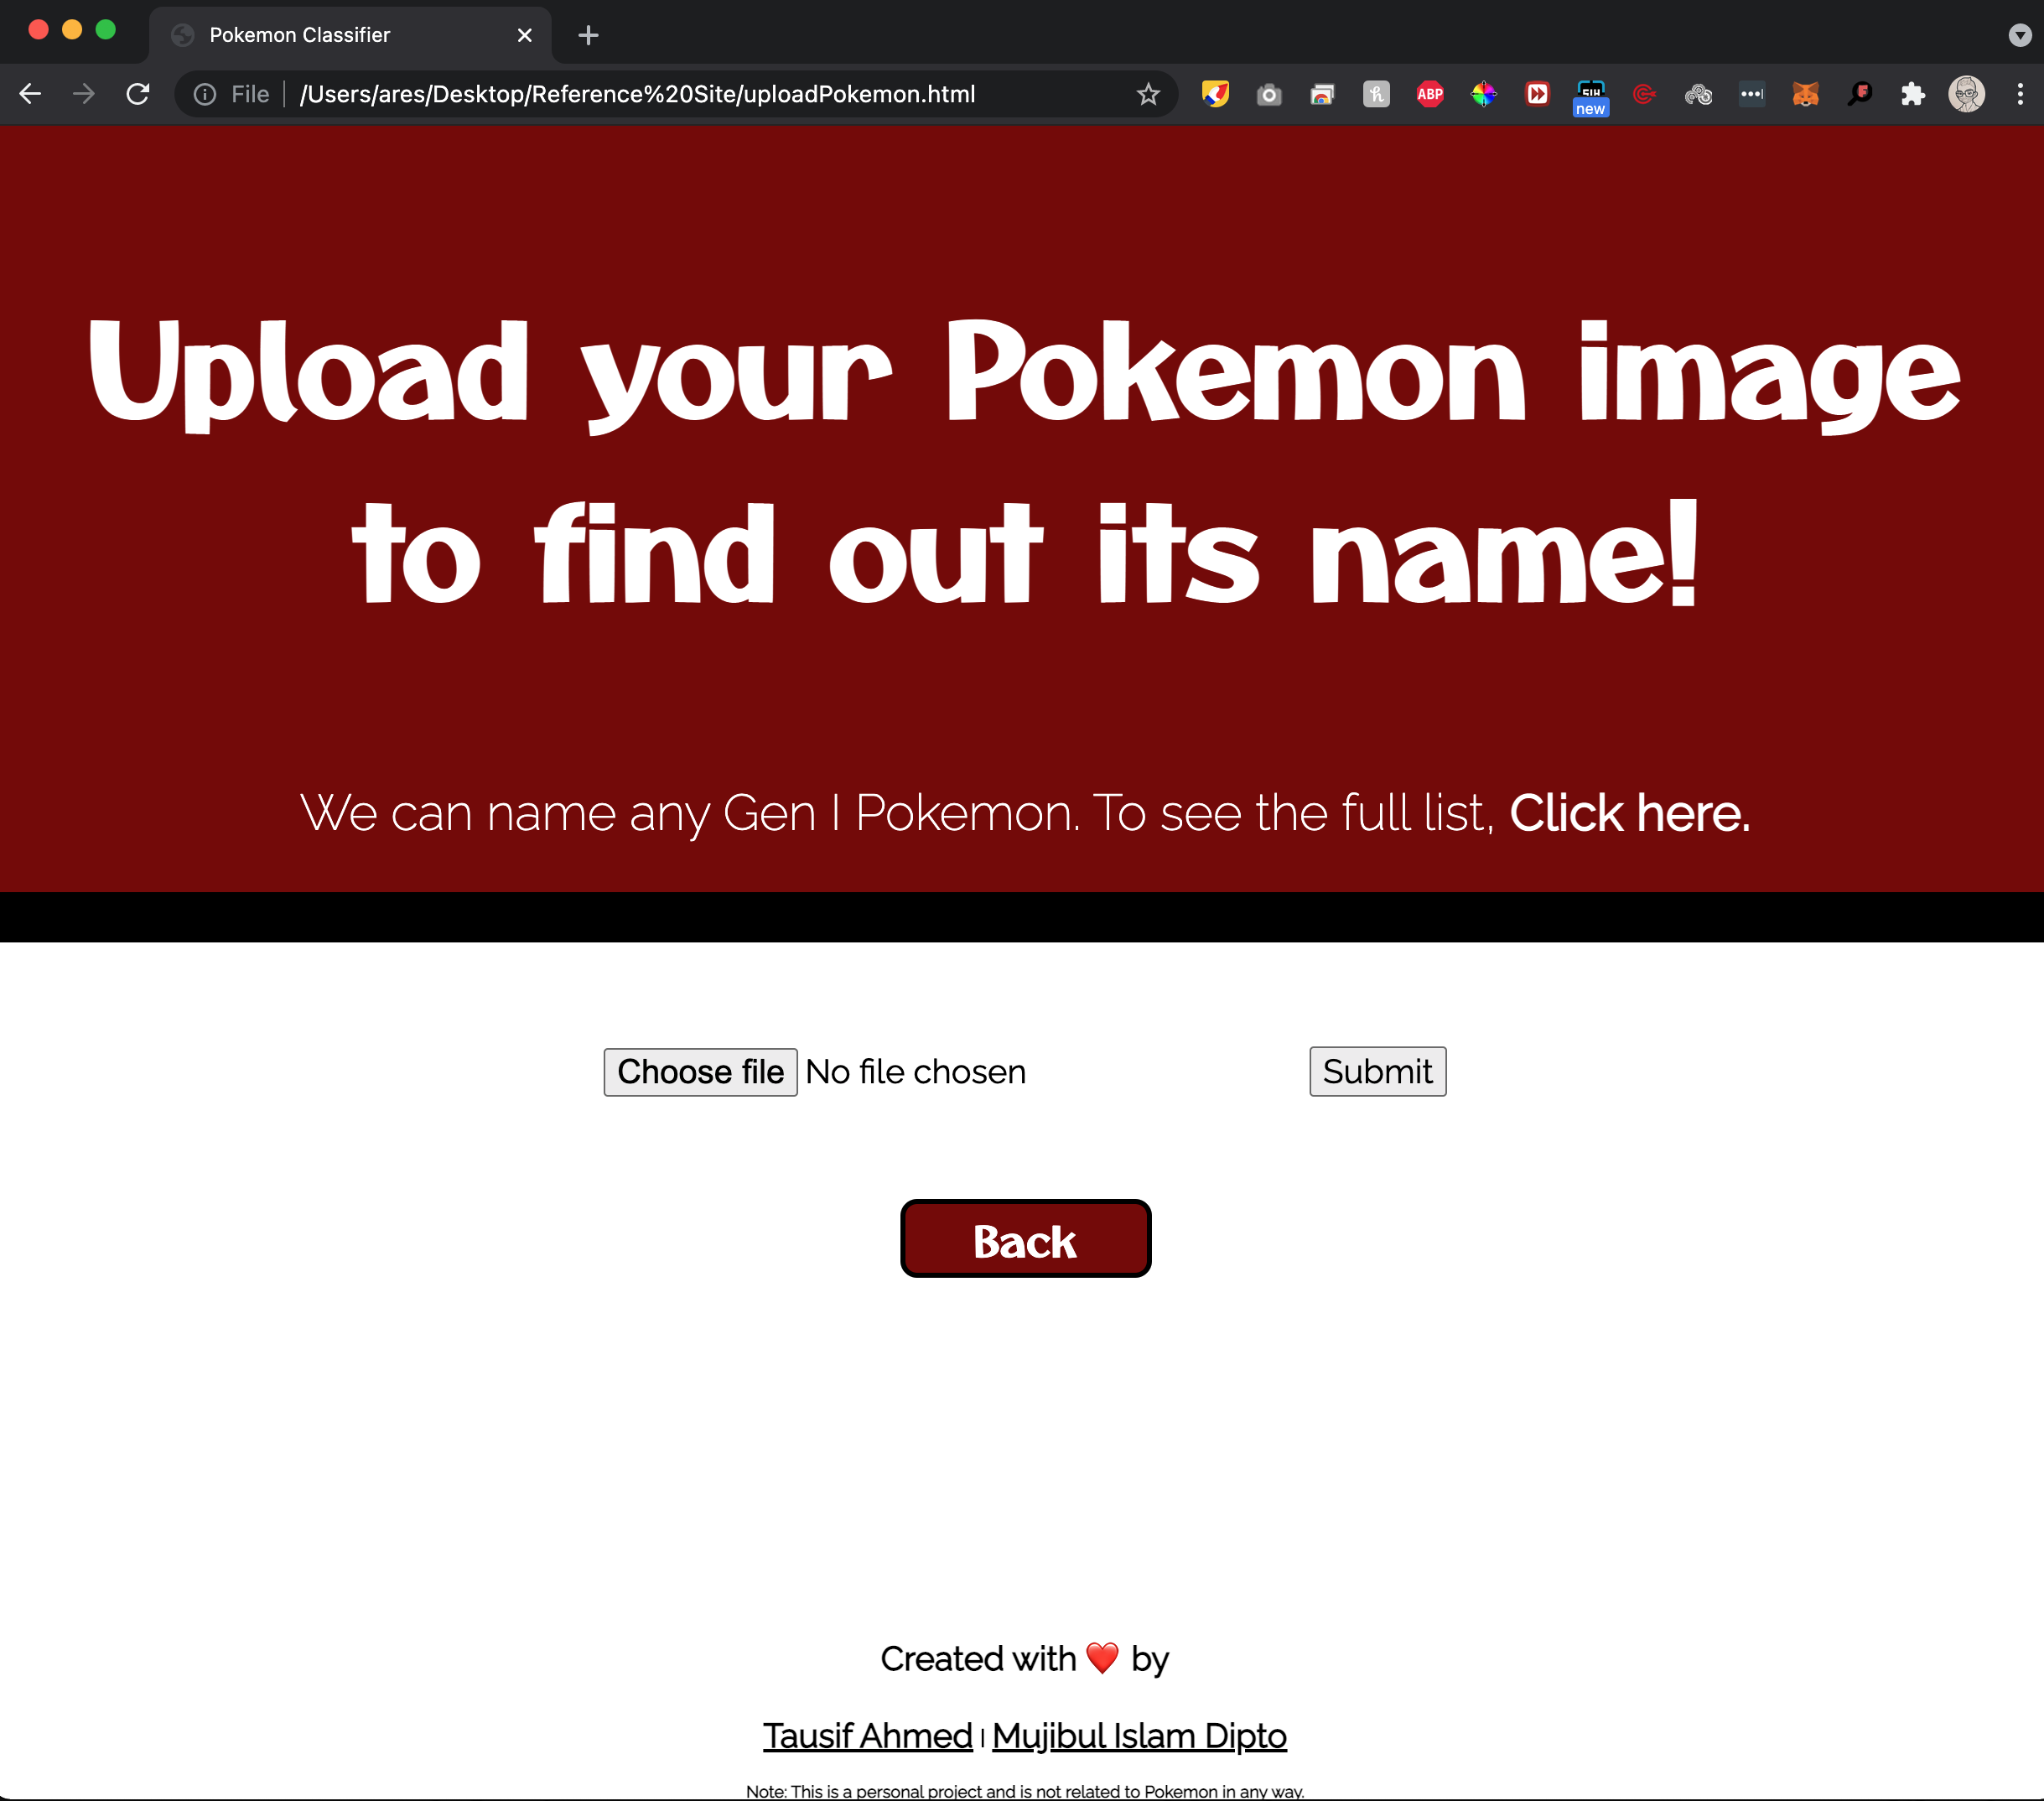 Pokemon Classifier
File /Users/ares/Desktop/Reference%20Site/uploadPokemon.html
ABP
new
Upload your Pokemon image
to find out its name!
We can name any Gen I Pokemon. To see the full list, Click here.
Choose file No file chosen Submit
Back
Created with ❤️ by
Tausif Ahmed | Mujibul Islam Dipto
Note: This is a personal project and is not related to Pokemon in any way.